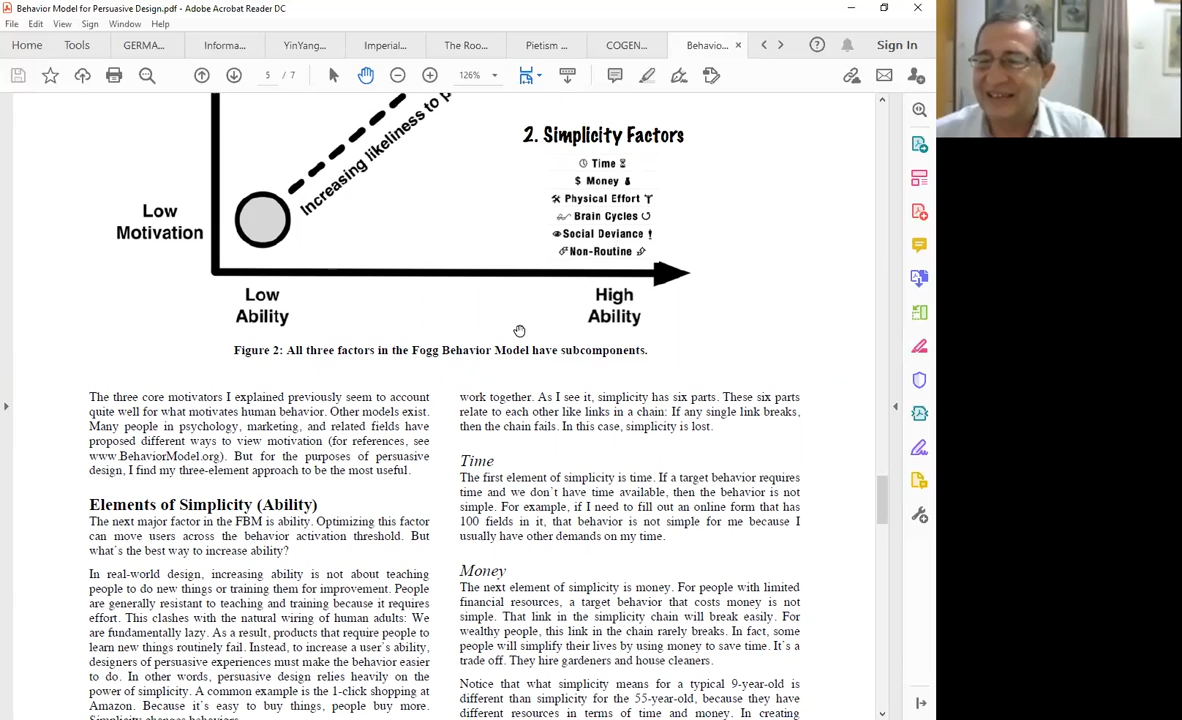 Behavior Model for Persuasive Design.pdf - Adobe Acrobat Reader DC
File Edit View Sign Window Help
Home Tools GERMA... Informa... YinYang... Imperial... The Roo... Pietism ... COGEN... Behavio... Sign In
5 / 7 126%
Increasing likeliness to p
Low
Motivation
2. Simplicity Factors
Time
$ Money
Physical Effort
Brain Cycles
Social Deviance
Non-Routine
Low
Ability
High
Ability
Figure 2: All three factors in the Fogg Behavior Model have subcomponents.
The three core motivators I explained previously seem to account
quite well for what motivates human behavior. Other models exist.
Many people in psychology, marketing, and related fields have
proposed different ways to view motivation (for references, see
www.BehaviorModel.org). But for the purposes of persuasive
design, I find my three-element approach to be the most useful.
Elements of Simplicity (Ability)
The next major factor in the FBM is ability. Optimizing this factor
can move users across the behavior activation threshold. But
what's the best way to increase ability?
In real-world design, increasing ability is not about teaching
people to do new things or training them for improvement. People
are generally resistant to teaching and training because it requires
effort. This clashes with the natural wiring of human adults: We
are fundamentally lazy. As a result, products that require people to
learn new things routinely fail. Instead, to increase a user's ability,
designers of persuasive experiences must make the behavior easier
to do. In other words, persuasive design relies heavily on the
power of simplicity. A common example is the 1-click shopping at
Amazon. Because it's easy to buy things, people buy more.
Simplicity changes behaviors.
work together. As I see it, simplicity has six parts. These six parts
relate to each other like links in a chain: If any single link breaks,
then the chain fails. In this case, simplicity is lost.
Time
The first element of simplicity is time. If a target behavior requires
time and we don't have time available, then the behavior is not
simple. For example, if I need to fill out an online form that has
100 fields in it, that behavior is not simple for me because I
usually have other demands on my time.
Money
The next element of simplicity is money. For people with limited
financial resources, a target behavior that costs money is not
simple. That link in the simplicity chain will break easily. For
wealthy people, this link in the chain rarely breaks. In fact, some
people will simplify their lives by using money to save time. It's a
trade off. They hire gardeners and house cleaners.
Notice that what simplicity means for a typical 9-year-old is
different than simplicity for the 55-year-old, because they have
different resources in terms of time and money. In creating